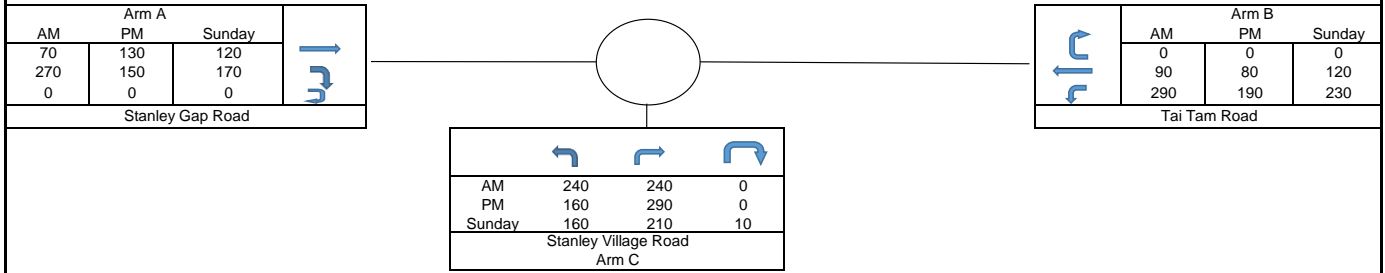 Arm A
AM PM Sunday
70 130 120
270 150 170
0 0 0
Stanley Gap Road
Arm B
AM PM Sunday
0 0 0
90 80 120
290 190 230
Tai Tam Road
AM 240 240 0
PM 160 290 0
Sunday 160 210 10
Stanley Village Road
Arm C